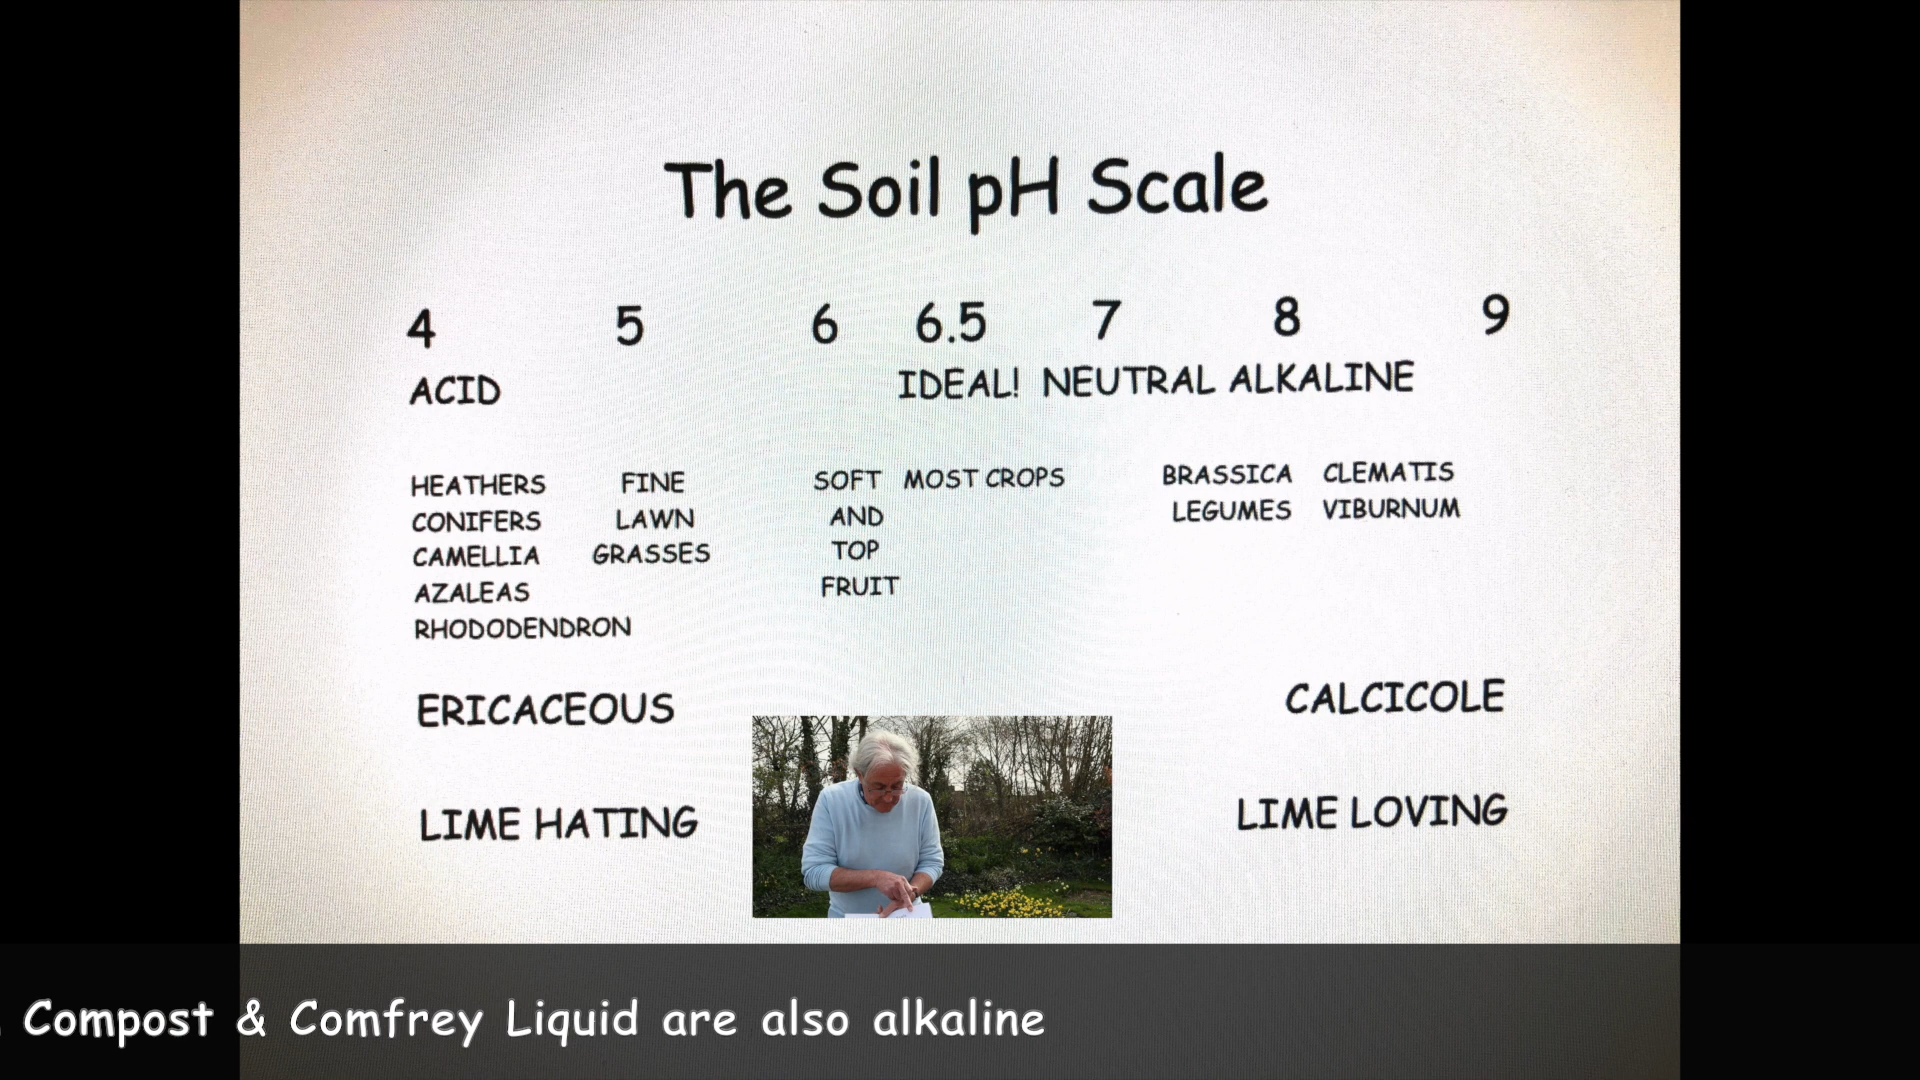 The Soil pH Scale
4 5 6 6.5 7 8 9
ACID IDEAL! NEUTRAL ALKALINE
HEATHERS FINE SOFT MOST CROPS BRASSICA CLEMATIS
CONIFERS LAWN AND LEGUMES VIBURNUM
CAMELLIA GRASSES TOP
AZALEAS FRUIT
RHODODENDRON
ERICACEOUS CALCICOLE
LIME HATING LIME LOVING
Compost & Comfrey Liquid are also alkaline